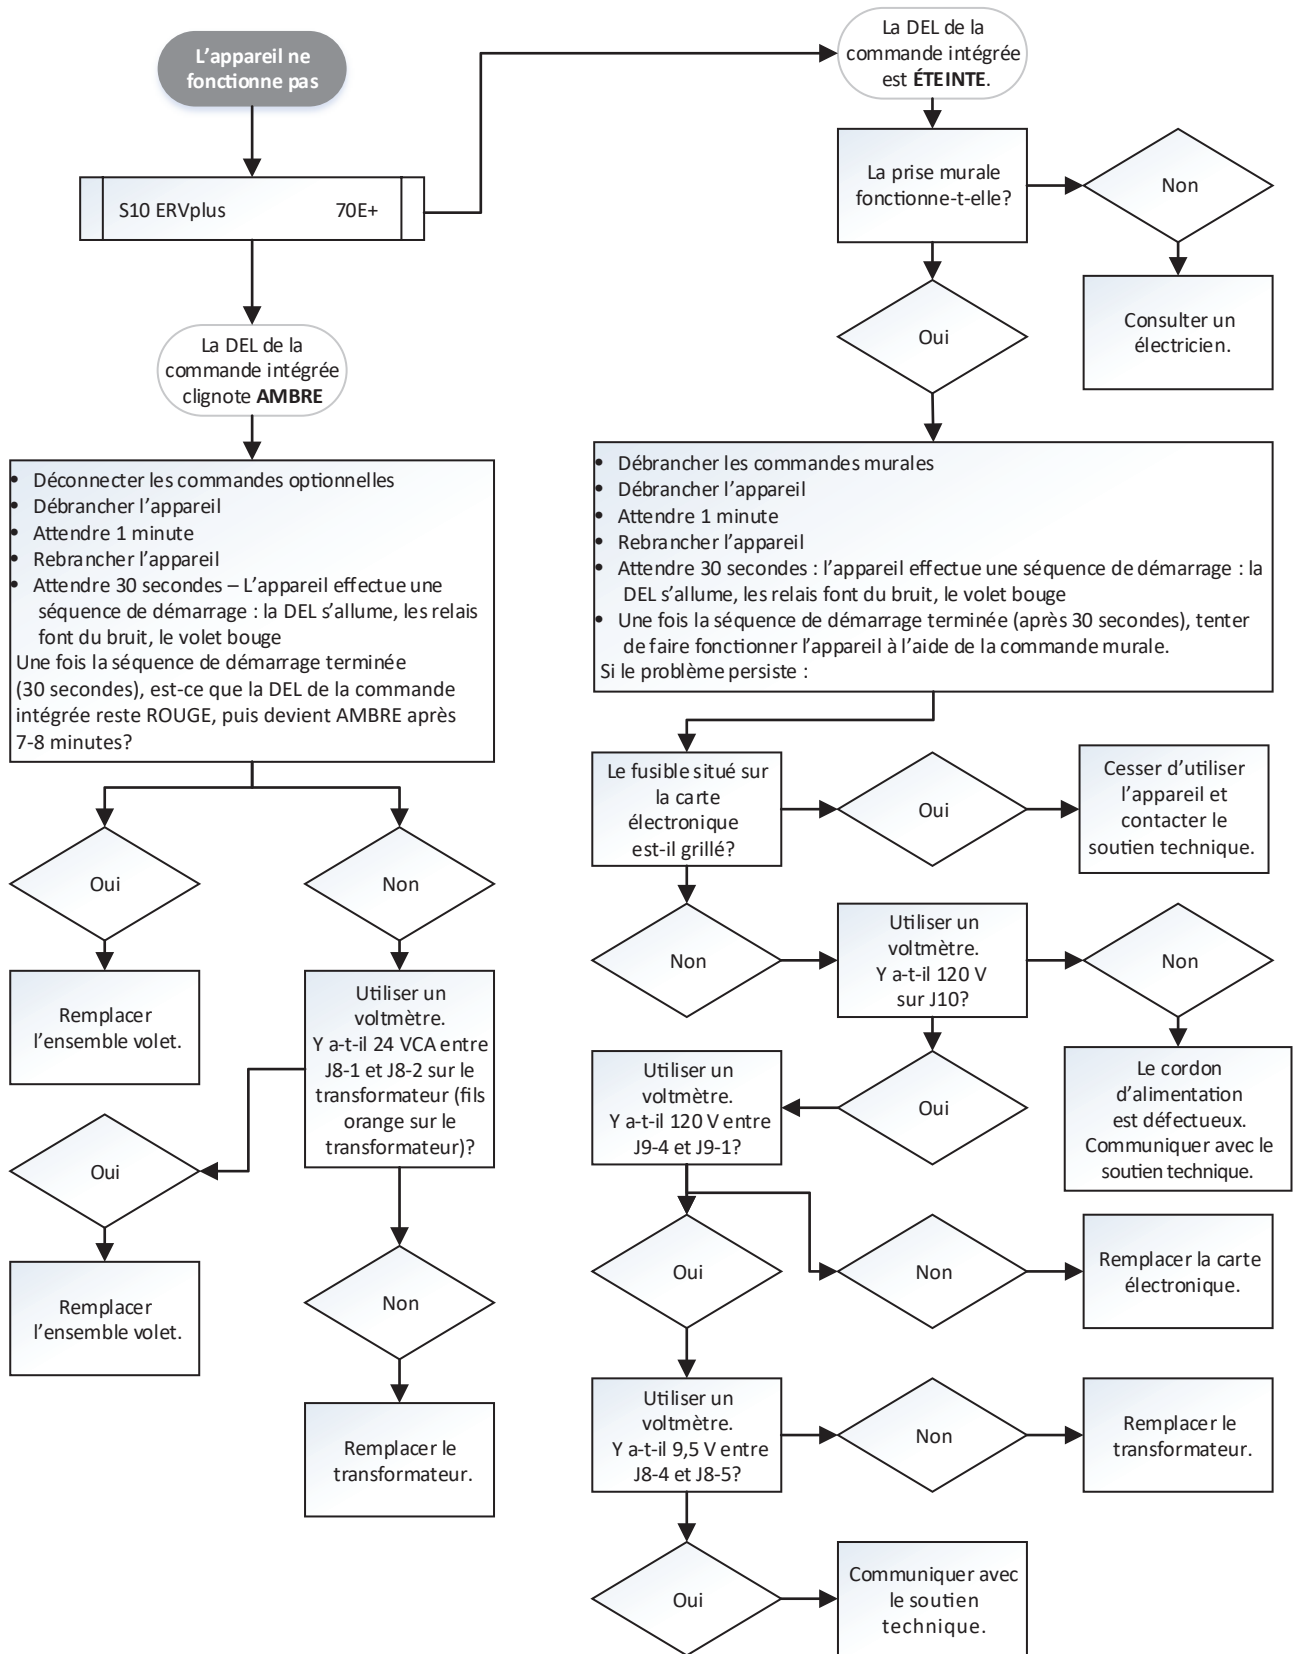 L'appareil ne
fonctionne pas
S10 ERVplus 70E+
La DEL de la
commande intégrée
clignote AMBRE
• Déconnecter les commandes optionnelles
• Débrancher l'appareil
• Attendre 1 minute
• Rebrancher l'appareil
• Attendre 30 secondes – L'appareil effectue une
séquence de démarrage : la DEL s'allume, les relais
font du bruit, le volet bouge
Une fois la séquence de démarrage terminée
(30 secondes), est-ce que la DEL de la commande
intégrée reste ROUGE, puis devient AMBRE après
7-8 minutes?
Oui
Non
Remplacer
l'ensemble volet.
Utiliser un
voltmètre.
Y a-t-il 24 VCA entre
J8-1 et J8-2 sur le
transformateur (fils
orange sur le
transformateur)?
Oui
Remplacer
l'ensemble volet.
Non
Remplacer le
transformateur.
La DEL de la
commande intégrée
est ÉTEINTE.
La prise murale
fonctionne-t-elle?
Non
Consulter un
électricien.
Oui
• Débrancher les commandes murales
• Débrancher l'appareil
• Attendre 1 minute
• Rebrancher l'appareil
• Attendre 30 secondes : l'appareil effectue une séquence de démarrage : la
DEL s'allume, les relais font du bruit, le volet bouge
• Une fois la séquence de démarrage terminée (après 30 secondes), tenter
de faire fonctionner l'appareil à l'aide de la commande murale.
Si le problème persiste :
Le fusible situé sur
la carte
électronique
est-il grillé?
Oui
Cesser d'utiliser
l'appareil et
contacter le
soutien technique.
Non
Utiliser un
voltmètre.
Y a-t-il 120 V
sur J10?
Non
Le cordon
d'alimentation
est défectueux.
Communiquer avec le
soutien technique.
Oui
Utiliser un
voltmètre.
Y a-t-il 120 V entre
J9-4 et J9-1?
Oui
Non
Remplacer la carte
électronique.
Utiliser un
voltmètre.
Y a-t-il 9,5 V entre
J8-4 et J8-5?
Non
Remplacer le
transformateur.
Oui
Communiquer avec
le soutien
technique.